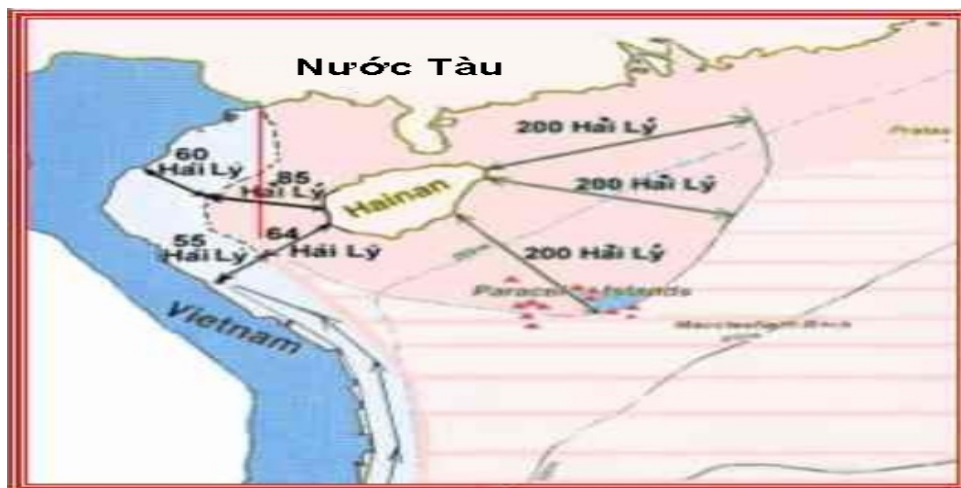 Nước Tàu
200 Hải Lý
60
Hải Lý
85
Hải Lý
Hainan
200 Hải Lý
55
Hải Lý
64
Hải Lý
200 Hải Lý
Islands
Vietnam